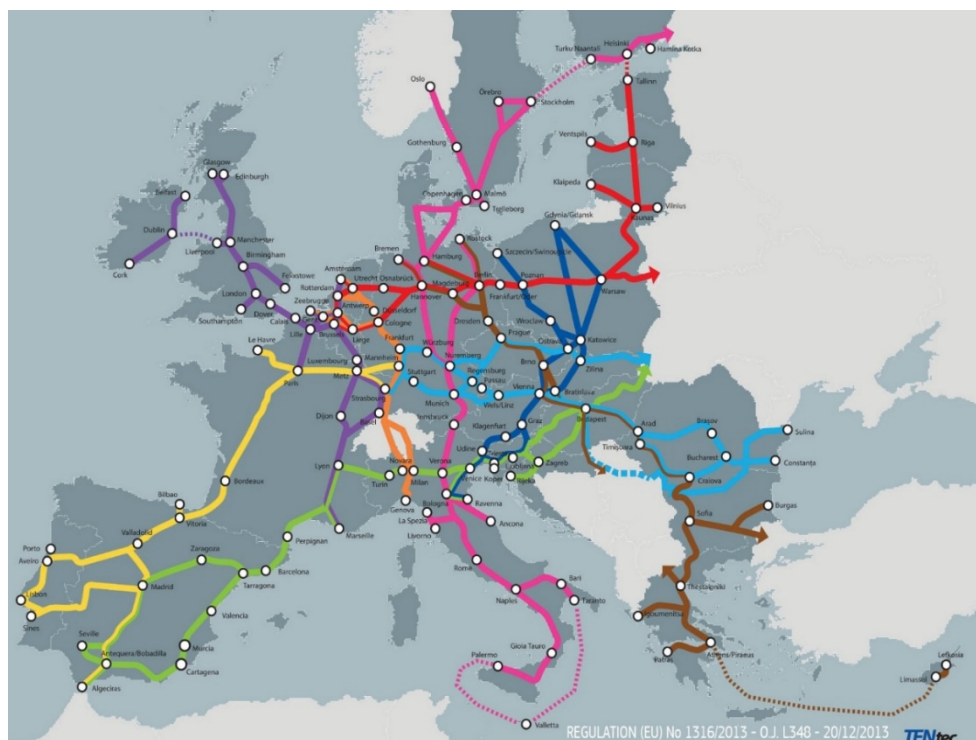 Oslo
Örebro
Stockholm
Turku Naantali
Helsinki
Hamina Kotka
Tallinn
Gothenburg
Ventspils
Riga
Klaipeda
Kaunas
Vilnius
Glasgow
Edinburgh
Belfast
Copenhagen
Malmö
Trelleborg
Dublin
Cork
Liverpool
Manchester
Birmingham
Felixstowe
London
Southampton
Dover
Calais
Gdynia/Gdansk
Rostock
Szczecin/Swinoujscie
Bremen
Hamburg
Amsterdam
Rotterdam
Utrecht
Osnabrück
Magdeburg
Hannover
Berlin
Frankfurt/Oder
Poznan
Warsaw
Zeebrugge
Antwerp
Düsseldorf
Cologne
Brussels
Lille
Liège
Dresden
Wroclaw
Katowice
Ostrava
Prague
Le Havre
Paris
Luxembourg
Metz
Mannheim
Frankfurt
Würzburg
Nuremberg
Regensburg
Stuttgart
Passau
Brno
Zilina
Strasbourg
Munich
Wels/Linz
Vienna
Bratislava
Dijon
Basel
Innsbruck
Klagenfurt
Graz
Budapest
Arad
Timișoara
Brașov
Sulina
Bucharest
Constanța
Craiova
Lyon
Turin
Novara
Milan
Verona
Udine
Venice
Koper
Zagreb
Genova
Bologna
Ravenna
La Spezia
Livorno
Ancona
Marseille
Bordeaux
Bilbao
Vitoria
Valladolid
Porto
Aveiro
Lisbon
Sines
Madrid
Zaragoza
Perpignan
Barcelona
Tarragona
Valencia
Seville
Antequera/Bobadilla
Murcia
Cartagena
Algeciras
Rome
Naples
Bari
Taranto
Gioia Tauro
Palermo
Valletta
Sofia
Burgas
Thessaloniki
Igoumenitsa
Patras
Athens/Piraeus
Lefkosia
Limassol
REGULATION (EU) No 1316/2013 - O.J. L348 - 20/12/2013
TENtec